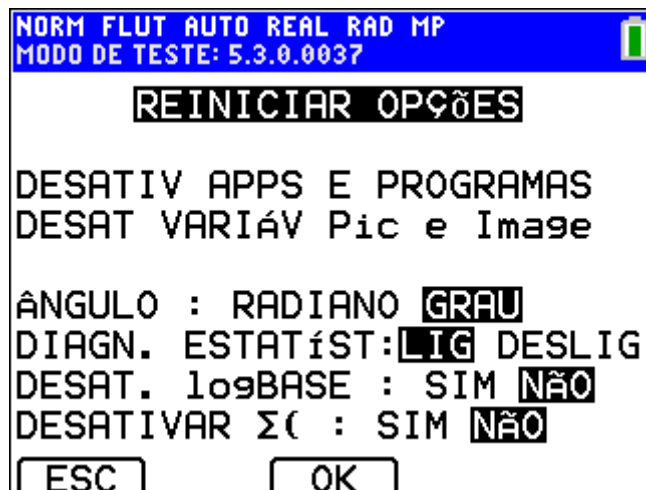 NORM FLUT AUTO REAL RAD MP
MODO DE TESTE: 5.3.0.0037
REINICIAR OPÇõES
DESATIV APPS E PROGRAMAS
DESAT VARIáV Pic e Image
ÂNGULO : RADIANO GRAU
DIAGN. ESTATíST:LIG DESLIG
DESAT. logBASE : SIM NãO
DESATIVAR Σ( : SIM NãO
ESC OK